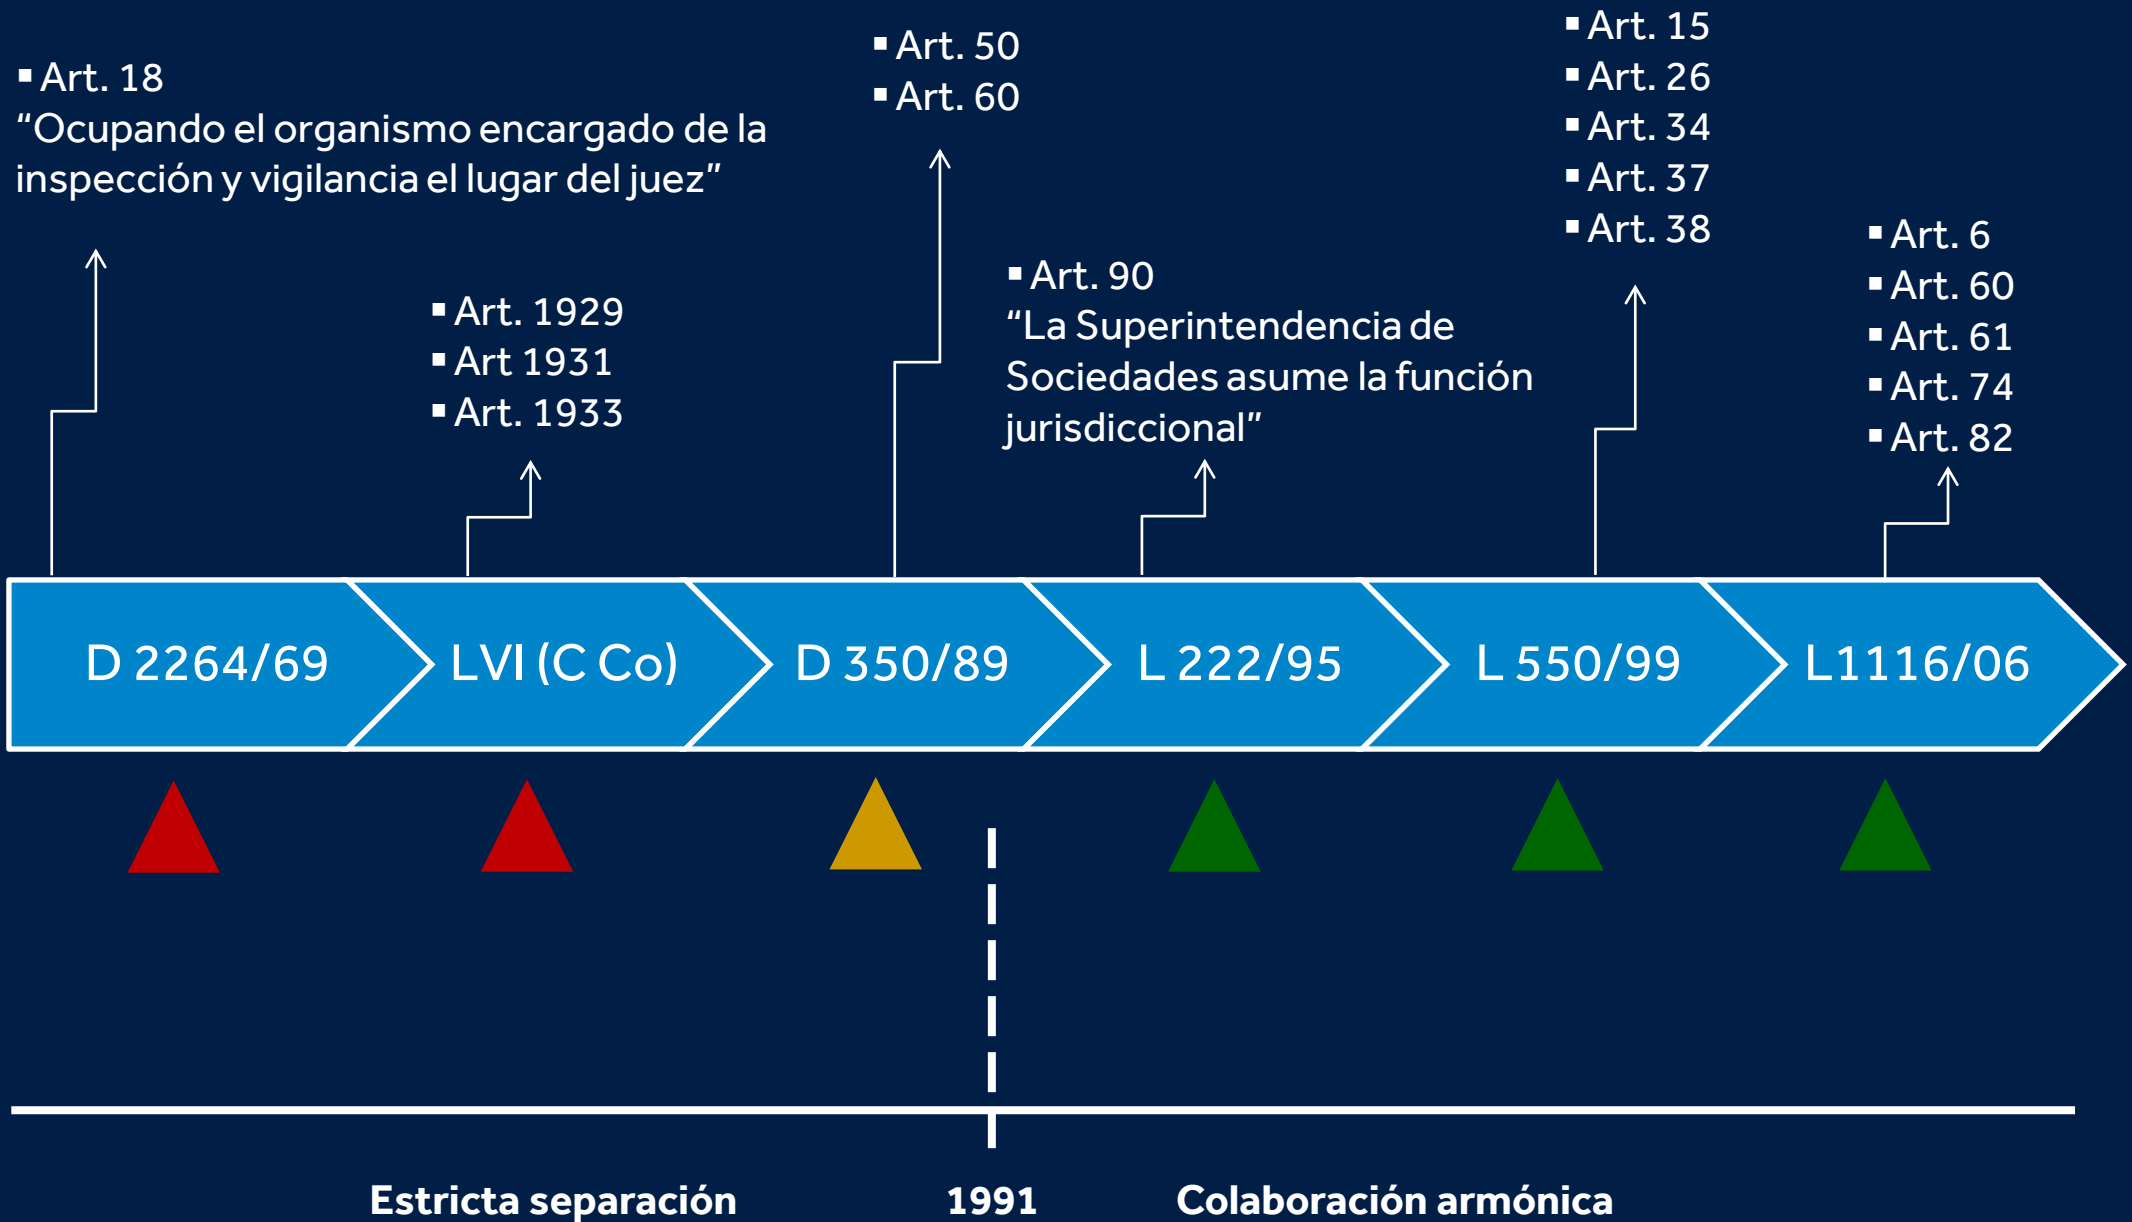 ▪ Art. 18
“Ocupando el organismo encargado de la
inspección y vigilancia el lugar del juez”
▪ Art. 1929
▪ Art 1931
▪ Art. 1933
▪ Art. 50
▪ Art. 60
▪ Art. 90
“La Superintendencia de
Sociedades asume la función
jurisdiccional”
▪ Art. 15
▪ Art. 26
▪ Art. 34
▪ Art. 37
▪ Art. 38
▪ Art. 6
▪ Art. 60
▪ Art. 61
▪ Art. 74
▪ Art. 82
D 2264/69
LVI (C Co)
D 350/89
L 222/95
L 550/99
L1116/06
Estricta separación
1991
Colaboración armónica